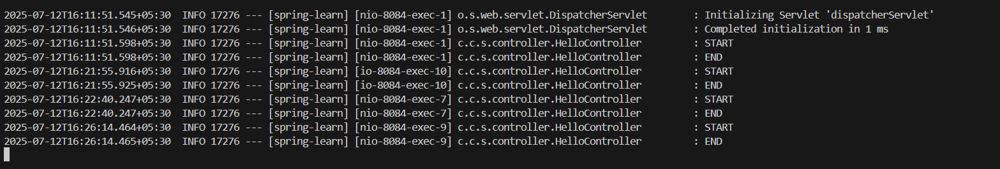 2025-07-12T16:11:51.545+05:30  INFO 17276 --- [spring-learn] [nio-8084-exec-1] o.s.web.servlet.DispatcherServlet        : Initializing Servlet 'dispatcherServlet'
2025-07-12T16:11:51.546+05:30  INFO 17276 --- [spring-learn] [nio-8084-exec-1] o.s.web.servlet.DispatcherServlet        : Completed initialization in 1 ms
2025-07-12T16:11:51.598+05:30  INFO 17276 --- [spring-learn] [nio-8084-exec-1] c.c.s.controller.HelloController         : START
2025-07-12T16:11:51.598+05:30  INFO 17276 --- [spring-learn] [nio-8084-exec-1] c.c.s.controller.HelloController         : END
2025-07-12T16:21:55.916+05:30  INFO 17276 --- [spring-learn] [io-8084-exec-10] c.c.s.controller.HelloController         : START
2025-07-12T16:21:55.925+05:30  INFO 17276 --- [spring-learn] [io-8084-exec-10] c.c.s.controller.HelloController         : END
2025-07-12T16:22:40.247+05:30  INFO 17276 --- [spring-learn] [nio-8084-exec-7] c.c.s.controller.HelloController         : START
2025-07-12T16:22:40.247+05:30  INFO 17276 --- [spring-learn] [nio-8084-exec-7] c.c.s.controller.HelloController         : END
2025-07-12T16:26:14.464+05:30  INFO 17276 --- [spring-learn] [nio-8084-exec-9] c.c.s.controller.HelloController         : START
2025-07-12T16:26:14.465+05:30  INFO 17276 --- [spring-learn] [nio-8084-exec-9] c.c.s.controller.HelloController         : END